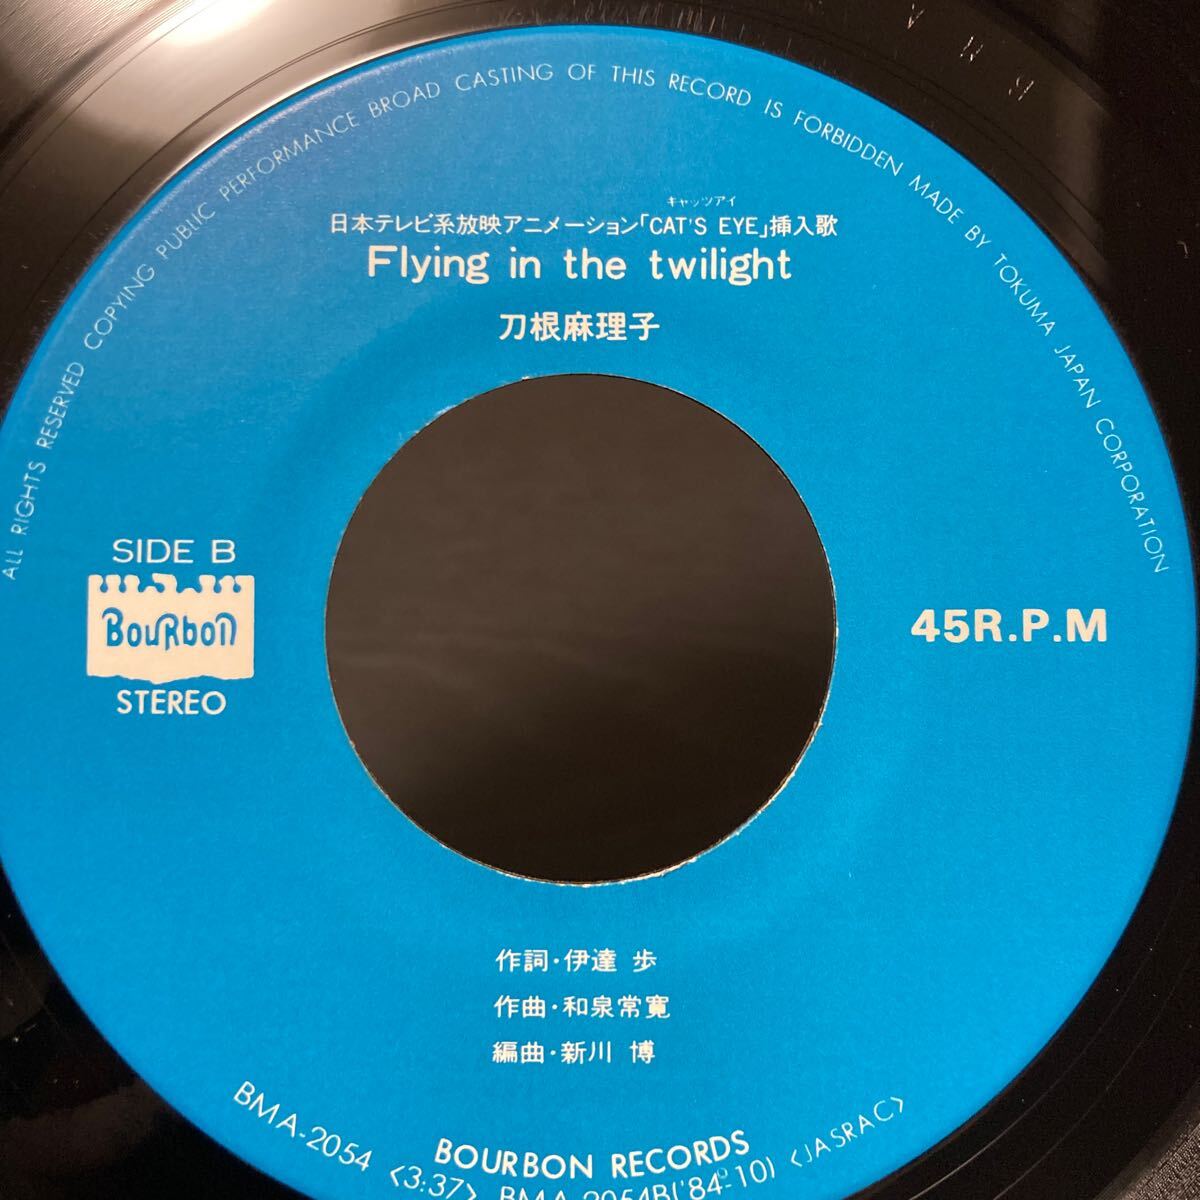 ALL RIGHTS RESERVED COPYING PUBLIC PERFORMANCE BROAD CASTING OF THIS RECORD IS FORBIDDEN MADE BY TOKUMA JAPAN CORPORATION
キャッツアイ
日本テレビ系放映アニメーション「CAT'S EYE」挿入歌
Flying in the twilight
刀根麻理子
SIDE B
BouRbon
STEREO
45R.P.M
作詞・伊達 歩
作曲・和泉常寛
編曲・新川 博
BMA-2054 <3:37> BMA-2054B('84-10) <JASRAC>
BOURBON RECORDS